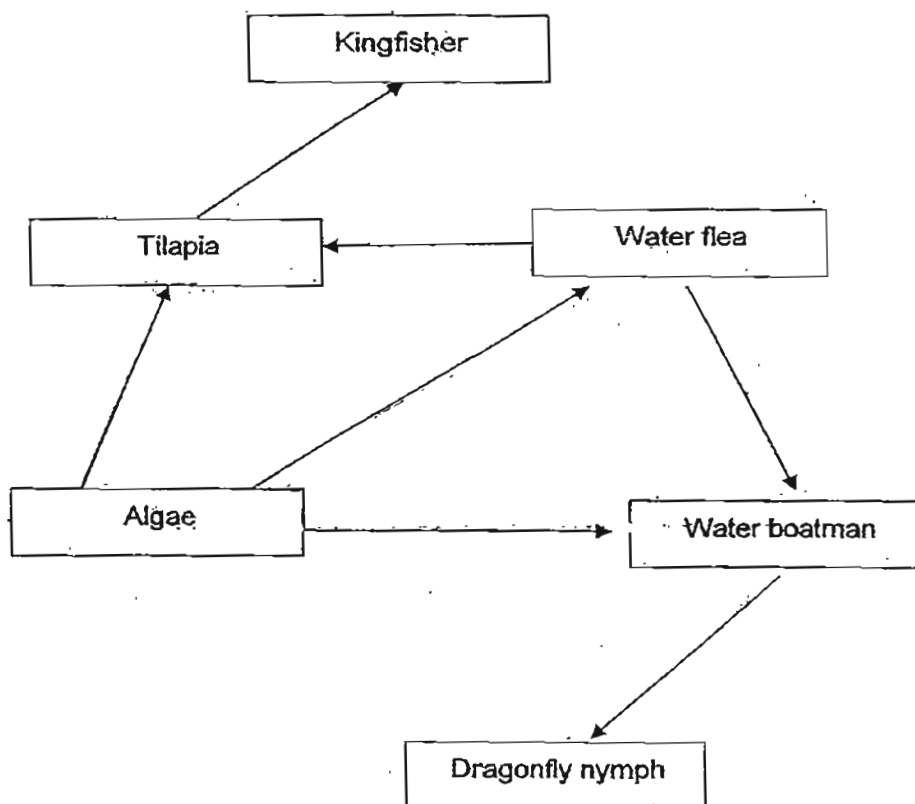 Kingfisher
Tilapia
Water flea
Algae
Water boatman
Dragonfly nymph